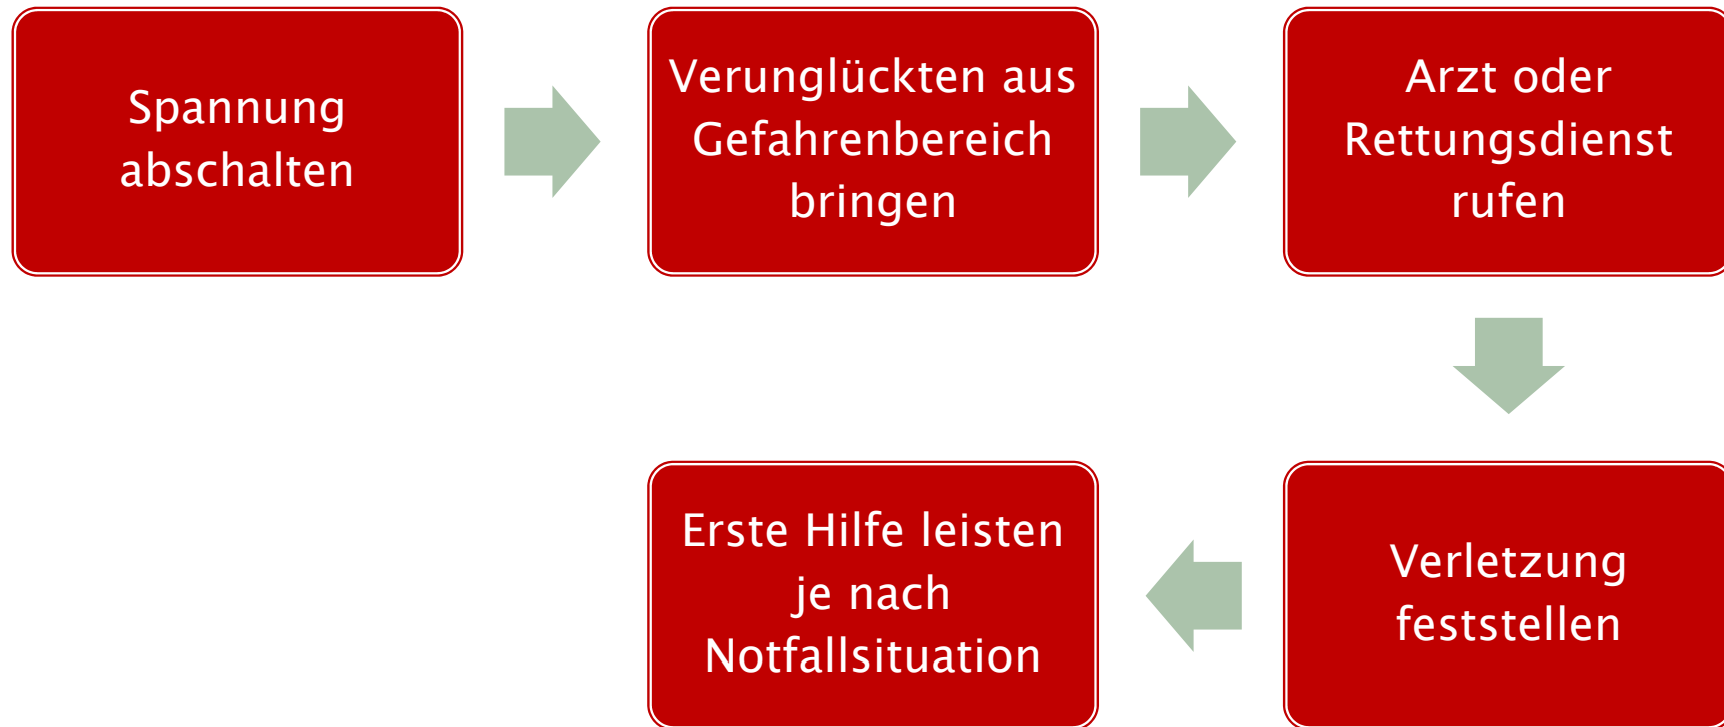 Spannung
abschalten
Verunglückten aus
Gefahrenbereich
bringen
Arzt oder
Rettungsdienst
rufen
Verletzung
feststellen
Erste Hilfe leisten
je nach
Notfallsituation